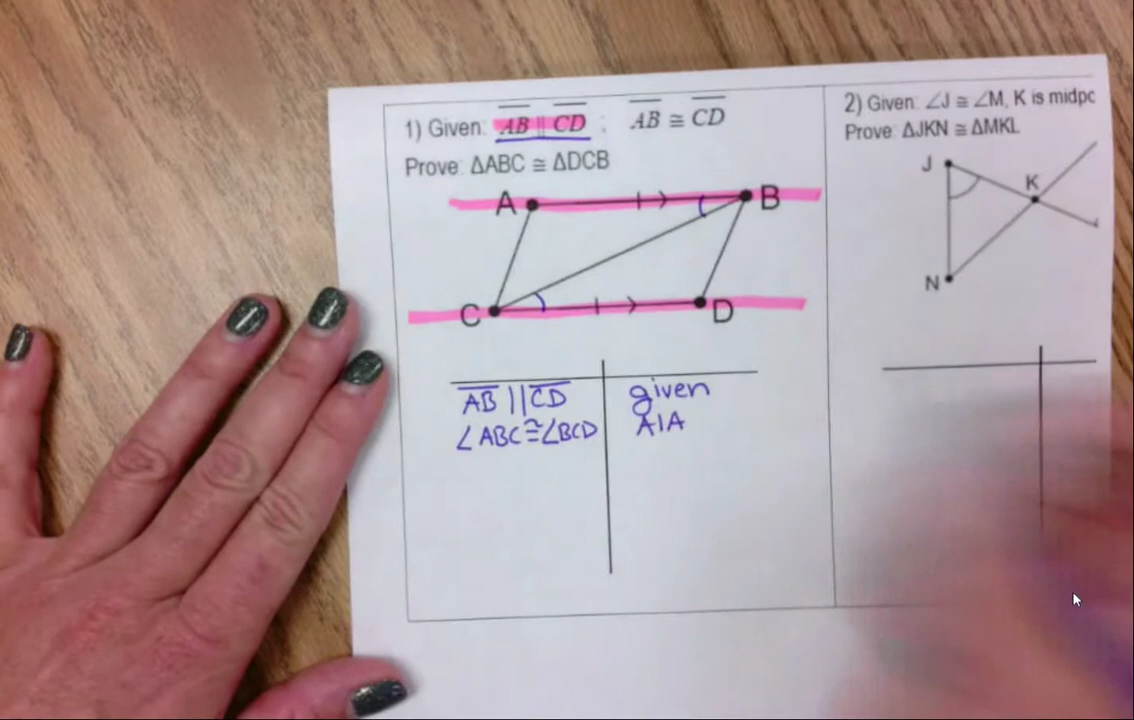 1) Given: AB || CD ; AB ≅ CD
Prove: ΔABC ≅ ΔDCB
A
B
C
D
AB || CD given
∠ABC ≅ ∠BCD AIA
2) Given: ∠J ≅ ∠M, K is midpo
Prove: ΔJKN ≅ ΔMKL
J
K
N